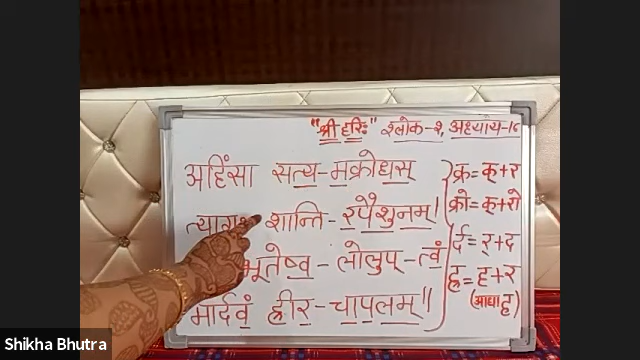 "श्री हरिः" श्लोक-२, अध्याय-१६
अहिंसा सत्य-मक्रोधस्
शान्ति-रपैशुनम्।
भूतेष्व-लोलुप्-त्वं
मार्दवं ह्रीर-चापलम्॥
क्र=क्+र
क्रो=क्+रो
र्द=र्+द
ह्र=ह्+र
(आधा ह्)
Shikha Bhutra